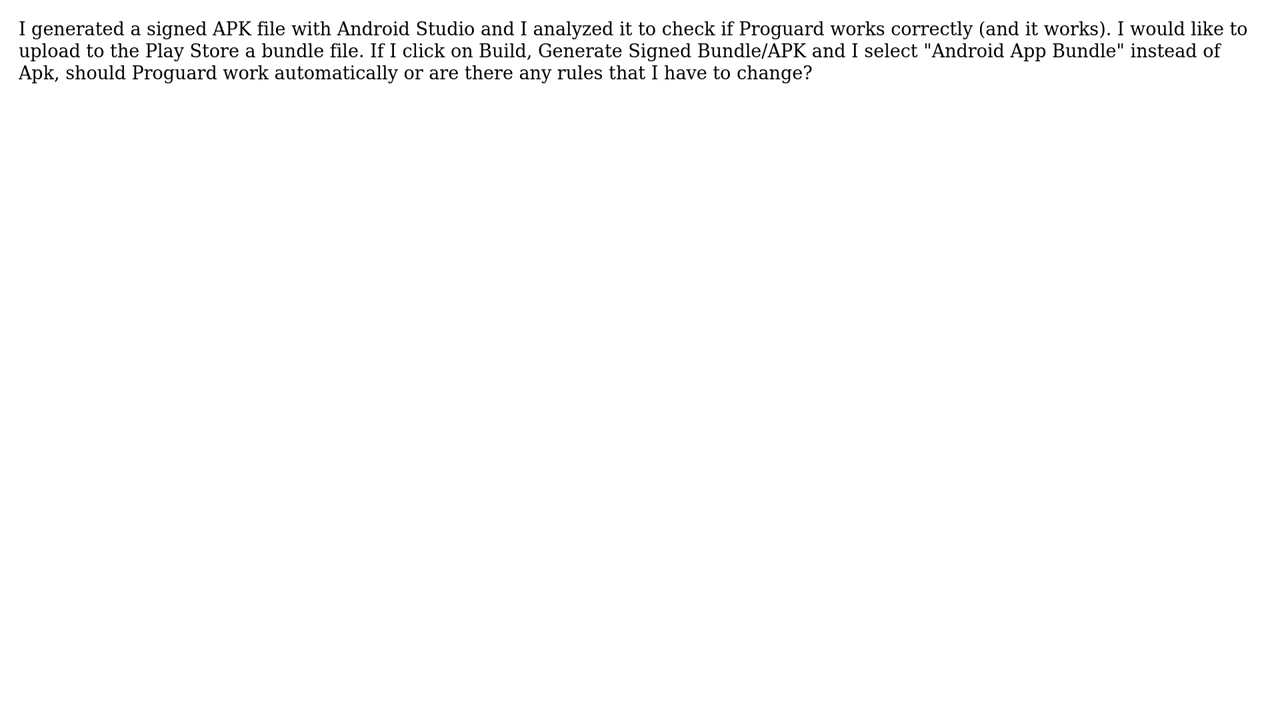 I generated a signed APK file with Android Studio and I analyzed it to check if Proguard works correctly (and it works). I would like to
upload to the Play Store a bundle file. If I click on Build, Generate Signed Bundle/APK and I select "Android App Bundle" instead of
Apk, should Proguard work automatically or are there any rules that I have to change?